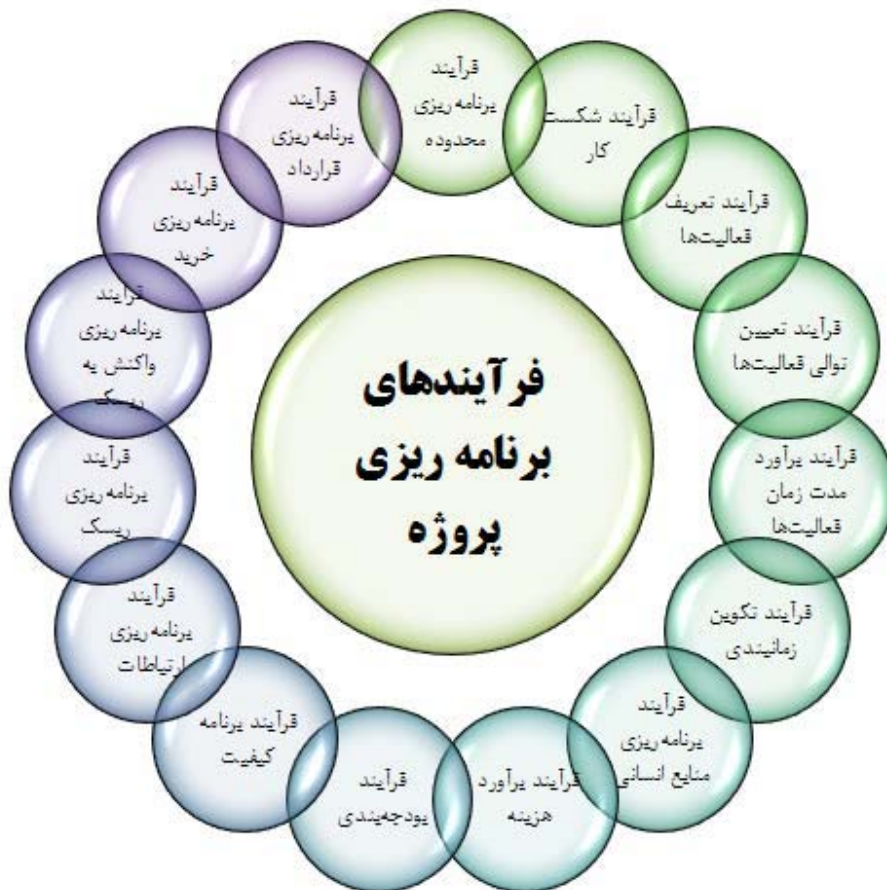 فرآیندهای
برنامه ریزی
پروژه
فرآیند
برنامه ریزی
محدوده
فرآیند شکست
کار
فرآیند تعریف
فعالیت‌ها
فرآیند تعیین
توالی فعالیت‌ها
فرآیند برآورد
مدت زمان
فعالیت‌ها
فرآیند تکوین
زمانبندی
فرآیند
برنامه ریزی
منابع انسانی
فرآیند برآورد
هزینه
فرآیند
بودجه‌بندی
فرآیند برنامه
کیفیت
فرآیند
برنامه ریزی
ارتباطات
فرآیند
برنامه ریزی
ریسک
فرآیند
برنامه ریزی
واکنش به
ریسک
فرآیند
برنامه ریزی
خرید
فرآیند
برنامه ریزی
قرارداد